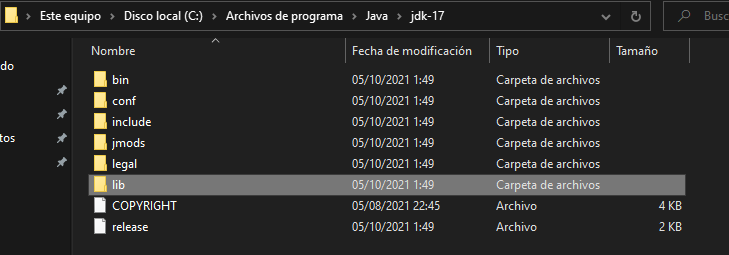 Este equipo > Disco local (C:) > Archivos de programa > Java > jdk-17 Busc
Nombre Fecha de modificación Tipo Tamaño
do bin 05/10/2021 1:49 Carpeta de archivos
conf 05/10/2021 1:49 Carpeta de archivos
include 05/10/2021 1:49 Carpeta de archivos
tos jmods 05/10/2021 1:49 Carpeta de archivos
legal 05/10/2021 1:49 Carpeta de archivos
lib 05/10/2021 1:49 Carpeta de archivos
COPYRIGHT 05/08/2021 22:45 Archivo 4 KB
release 05/10/2021 1:49 Archivo 2 KB